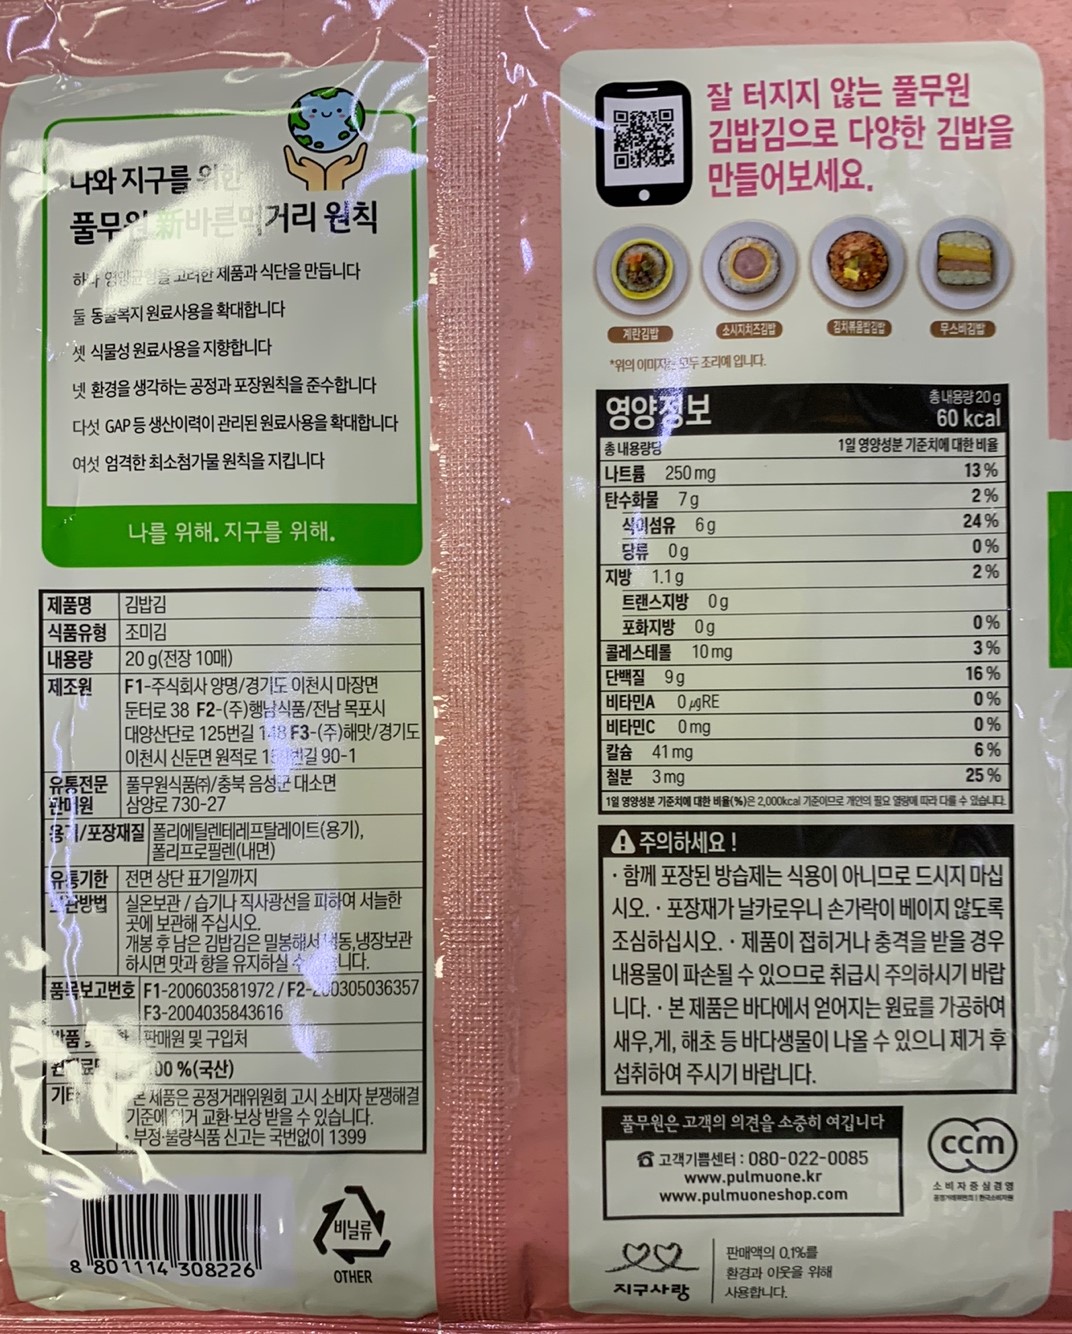 나와 지구를 위한
풀무원 新바른먹거리 원칙
하나 영양균형을 고려한 제품과 식단을 만듭니다
둘 동물복지 원료사용을 확대합니다
셋 식물성 원료사용을 지향합니다
넷 환경을 생각하는 공정과 포장원칙을 준수합니다
다섯 GAP 등 생산이력이 관리된 원료사용을 확대합니다
여섯 엄격한 최소첨가물 원칙을 지킵니다
나를 위해. 지구를 위해.
제품명 김밥김
식품유형 조미김
내용량 20 g(전장 10매)
제조원 F1-주식회사 양명/경기도 이천시 마장면
둔터로 38 F2-(주)행남식품/전남 목포시
대양산단로 125번길 148 F3-(주)해맛/경기도
이천시 신둔면 원적로 번길 90-1
유통전문 풀무원식품㈜/충북 음성군 대소면
판매원 삼양로 730-27
용기/포장재질 폴리에틸렌테레프탈레이트(용기),
폴리프로필렌(내면)
유통기한 전면 상단 표기일까지
보관방법 실온보관 / 습기나 직사광선을 피하여 서늘한
곳에 보관해 주십시오.
개봉 후 남은 김밥김은 밀봉해서 냉동,냉장보관
하시면 맛과 향을 유지하실 수 있습니다.
품목보고번호 F1-200603581972 / F2-200305036357
F3-2004035843616
반품 및 교환 판매원 및 구입처
원재료명 100 %(국산)
기타 본 제품은 공정거래위원회 고시 소비자 분쟁해결
기준에 의거 교환·보상 받을 수 있습니다.
· 부정·불량식품 신고는 국번없이 1399
8 801114 308226
비닐류
OTHER
잘 터지지 않는 풀무원
김밥김으로 다양한 김밥을
만들어보세요.
계란김밥 소시지치즈김밥 김치볶음밥김밥 무스비김밥
*위의 이미지는 모두 조리예 입니다.
영양정보 총 내용량 20 g
60 kcal
총 내용량당 1일 영양성분 기준치에 대한 비율
나트륨 250 mg 13 %
탄수화물 7 g 2 %
식이섬유 6 g 24 %
당류 0 g 0 %
지방 1.1 g 2 %
트랜스지방 0 g
포화지방 0 g 0 %
콜레스테롤 10 mg 3 %
단백질 9 g 16 %
비타민A 0 μgRE 0 %
비타민C 0 mg 0 %
칼슘 41 mg 6 %
철분 3 mg 25 %
1일 영양성분 기준치에 대한 비율(%)은 2,000kcal 기준이므로 개인의 필요 열량에 따라 다를 수 있습니다.
주의하세요 !
· 함께 포장된 방습제는 식용이 아니므로 드시지 마십
시오. · 포장재가 날카로우니 손가락이 베이지 않도록
조심하십시오. · 제품이 접히거나 충격을 받을 경우
내용물이 파손될 수 있으므로 취급시 주의하시기 바랍
니다. · 본 제품은 바다에서 얻어지는 원료를 가공하여
새우,게, 해초 등 바다생물이 나올 수 있으니 제거 후
섭취하여 주시기 바랍니다.
풀무원은 고객의 의견을 소중히 여깁니다
☎ 고객기쁨센터 : 080-022-0085
www.pulmuone.kr
www.pulmuoneshop.com
ccm
소비자중심경영
공정거래위원회 | 한국소비자원
지구사랑
판매액의 0.1%를
환경과 이웃을 위해
사용합니다.